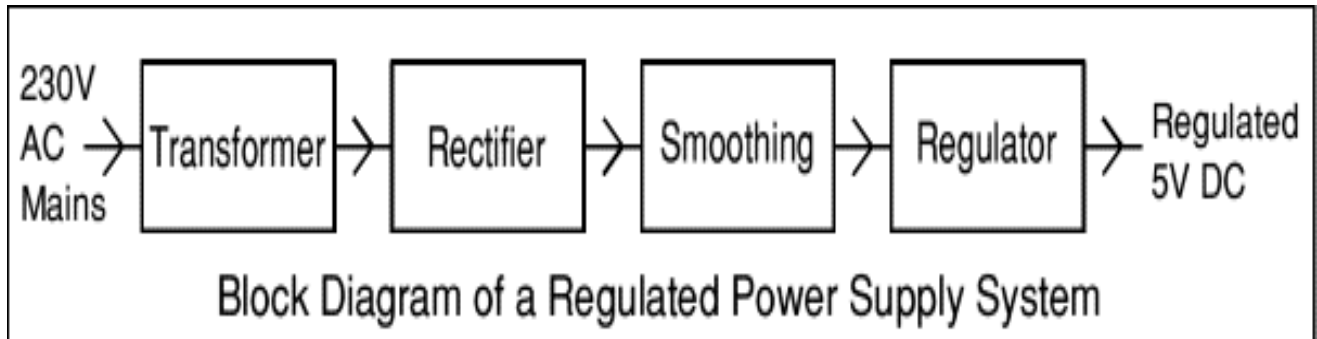 230V
AC
Mains
Transformer
Rectifier
Smoothing
Regulator
Regulated
5V DC
Block Diagram of a Regulated Power Supply System